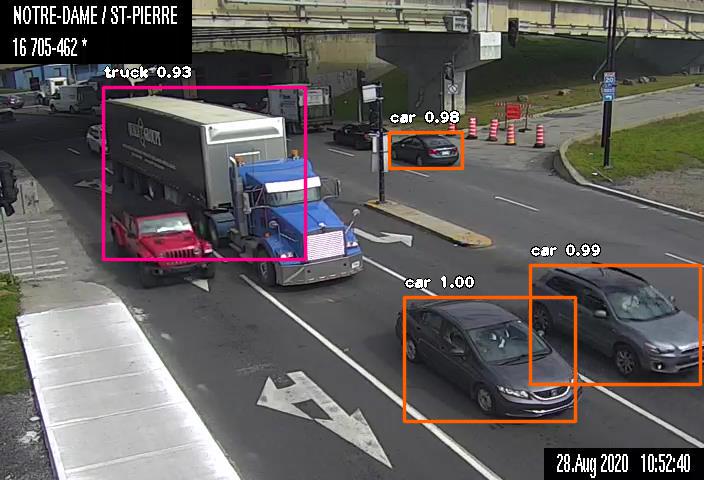 NOTRE-DAME / ST-PIERRE
16 705-462 *
truck 0.93
car 0.98
car 0.99
car 1.00
28.Aug 2020 10:52:40